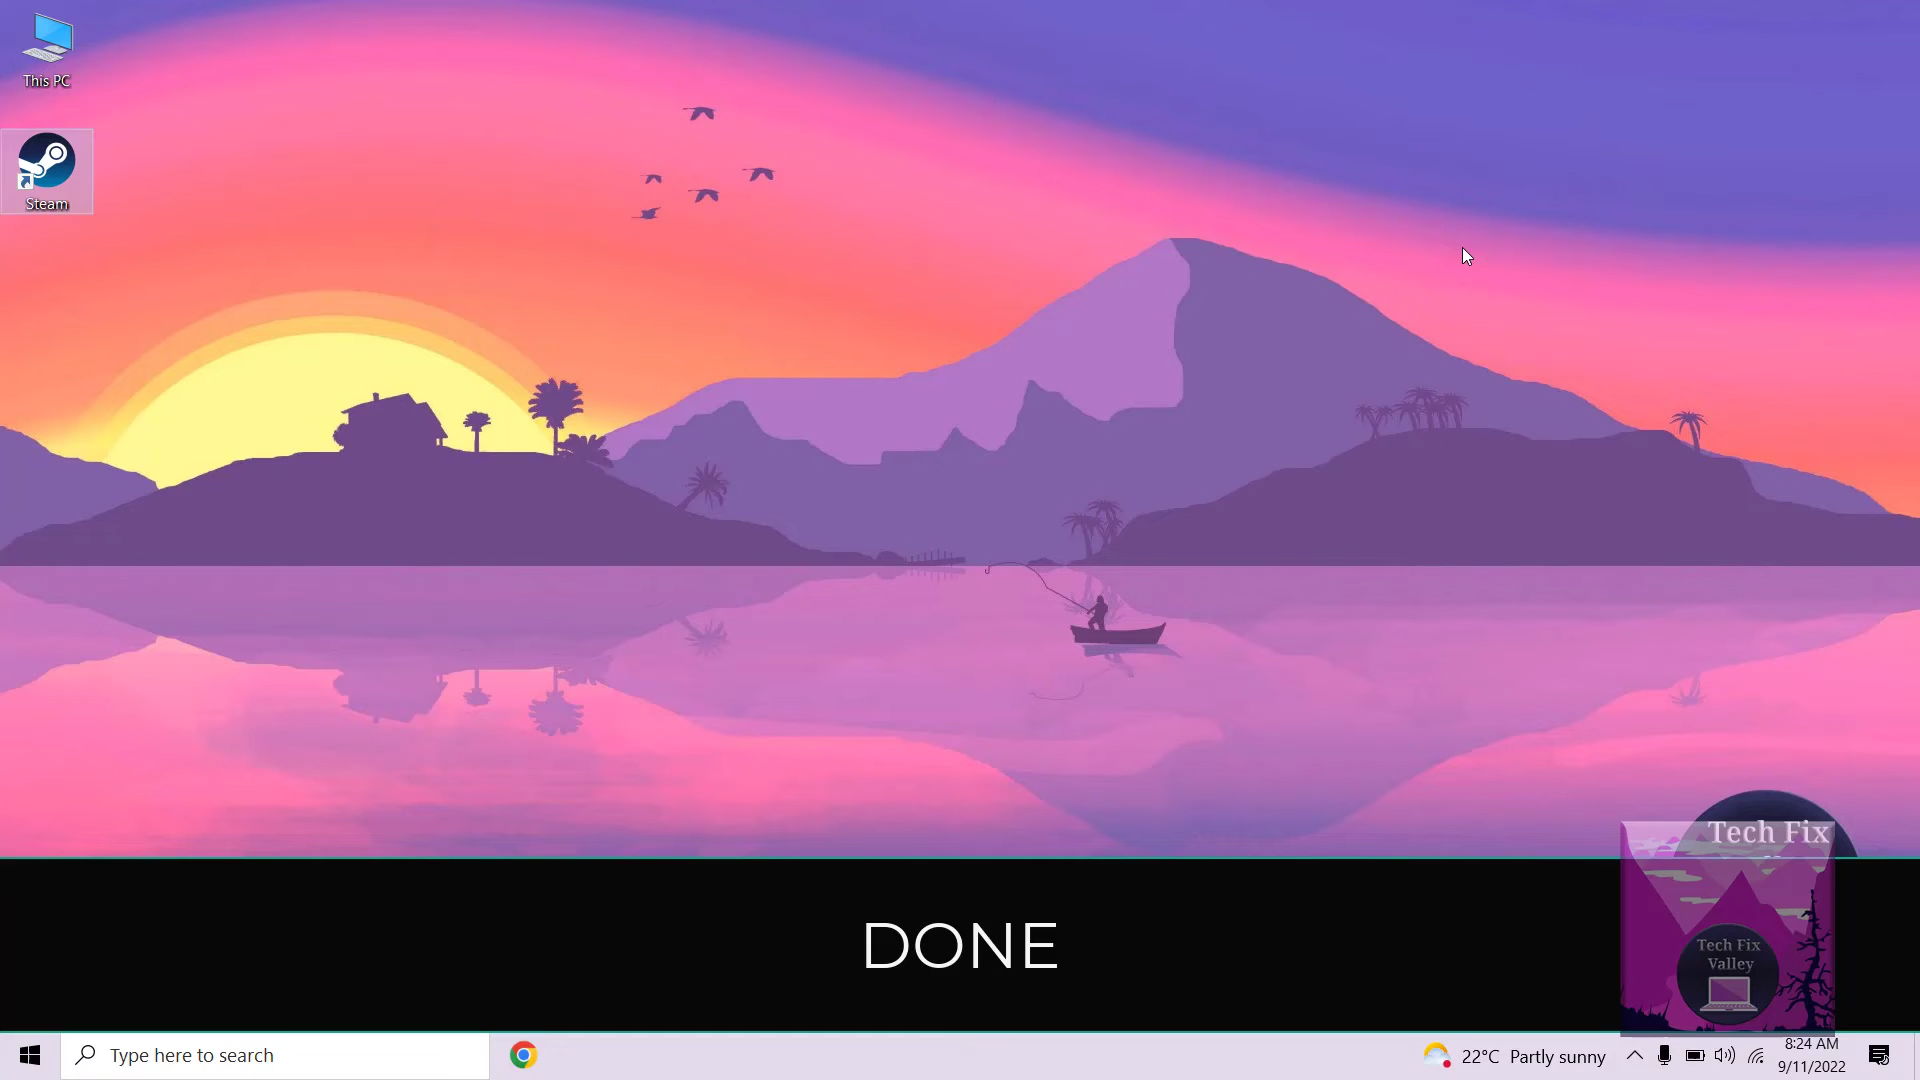 This PC
Steam
Tech Fix
DONE
Tech Fix
Valley
Type here to search
22°C Partly sunny
8:24 AM
9/11/2022